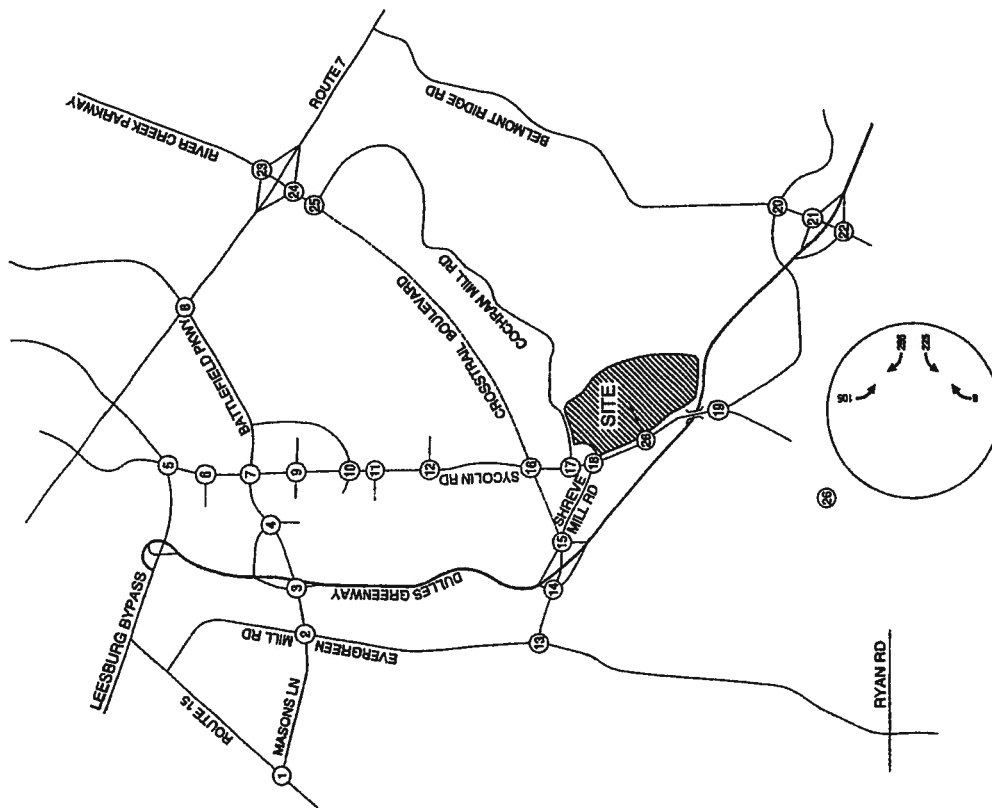 RIVER CREEK PARKWAY
ROUTE 7
BELMONT RIDGE RD
23
24
25
8
BATTLEFIELD PKWY
CROSSTRAIL BOULEVARD
COCHRAN MILL RD
20
21
22
5
6
7
9
10
11
12
SYCOLIN RD
16
17
18
SITE
28
19
LEESBURG BYPASS
4
3
DULLES GREENWAY
SHREVE
MILL RD
15
14
ROUTE 15
EVERGREEN
MILL RD
2
13
MASONS LN
1
RYAN RD
26
105
225